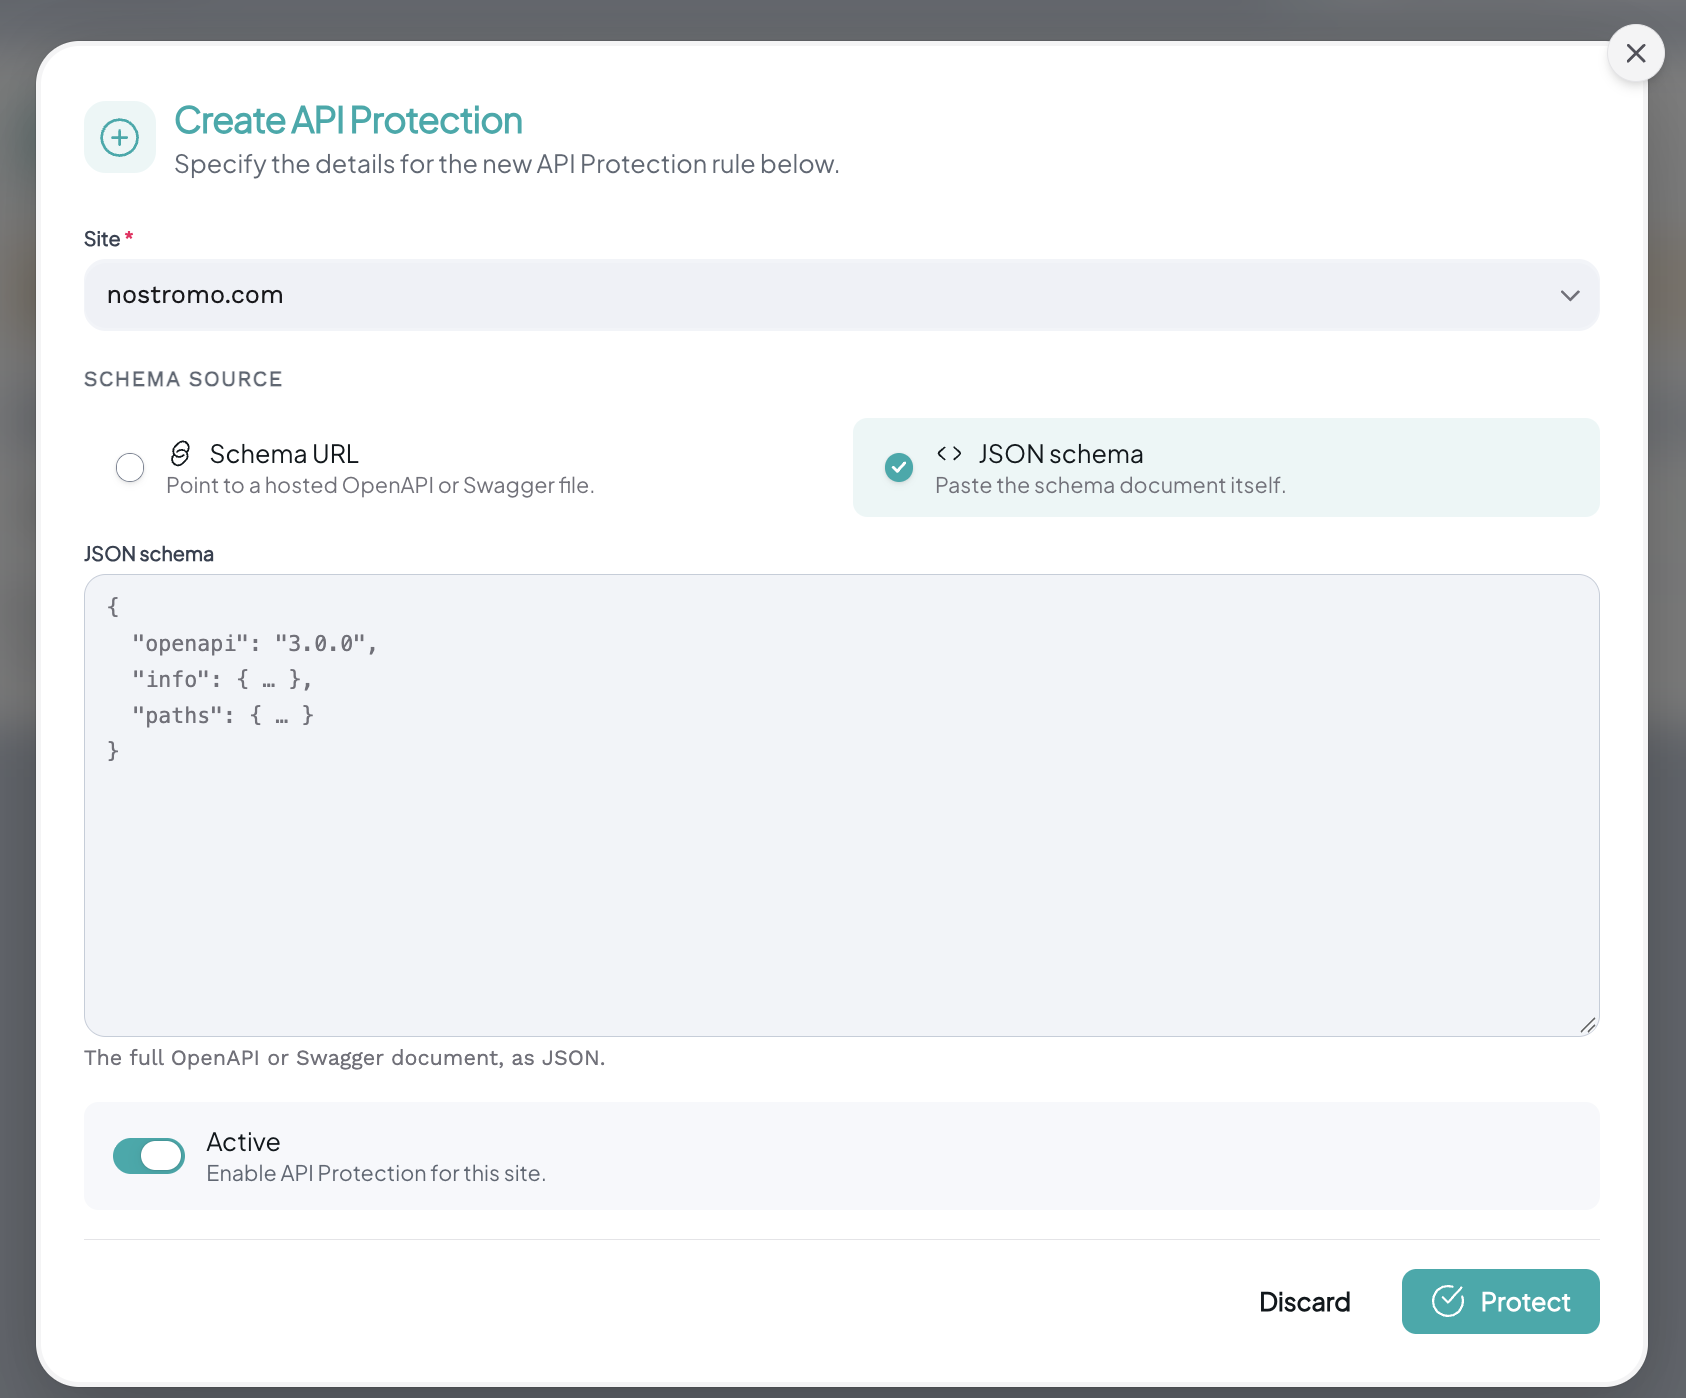 Create API Protection
Specify the details for the new API Protection rule below.
Site *
nostromo.com
SCHEMA SOURCE
Schema URL
Point to a hosted OpenAPI or Swagger file.
<> JSON schema
Paste the schema document itself.
JSON schema
{
  "openapi": "3.0.0",
  "info": { … },
  "paths": { … }
}
The full OpenAPI or Swagger document, as JSON.
Active
Enable API Protection for this site.
Discard
Protect